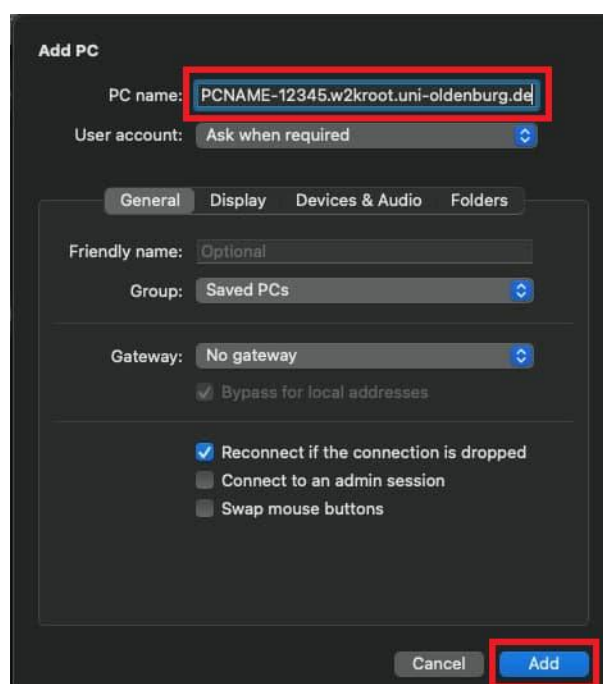 Add PC
PC name: PCNAME-12345.w2kroot.uni-oldenburg.de
User account: Ask when required
General Display Devices & Audio Folders
Friendly name: Optional
Group: Saved PCs
Gateway: No gateway
Bypass for local addresses
Reconnect if the connection is dropped
Connect to an admin session
Swap mouse buttons
Cancel Add